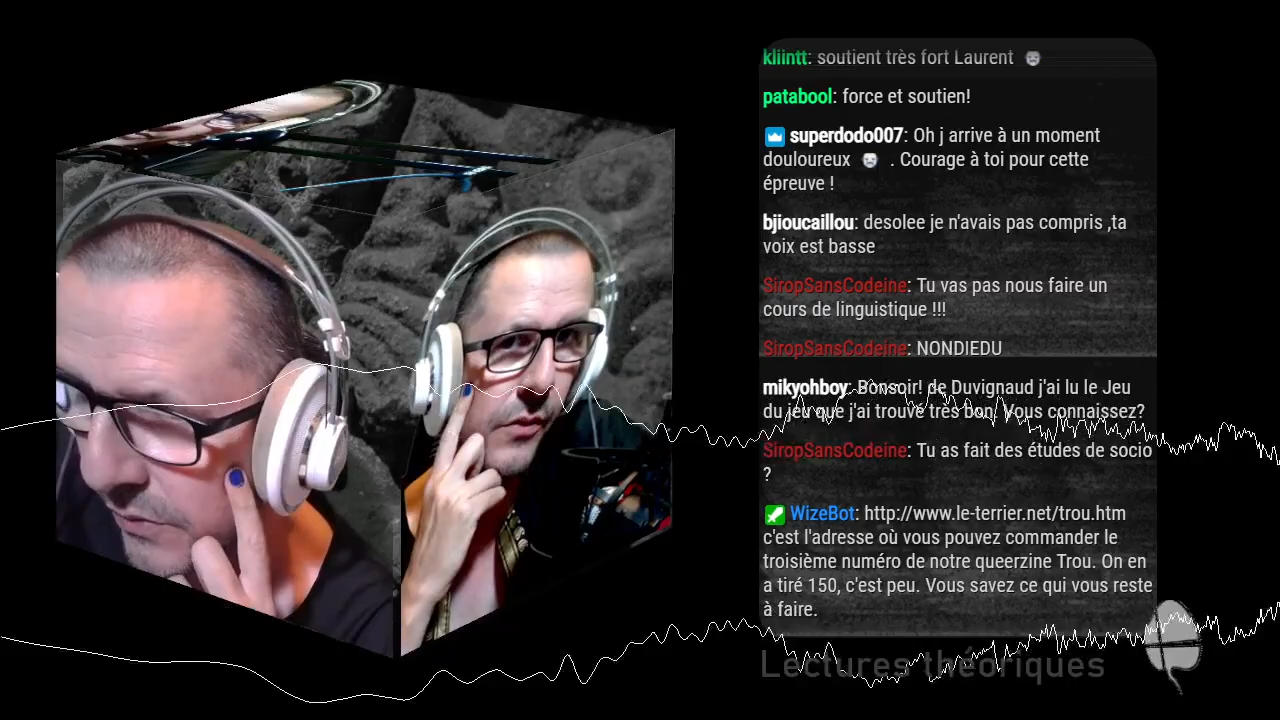 kliintt: soutient très fort Laurent
patabool: force et soutien!
superdodo007: Oh j arrive à un moment
douloureux . Courage à toi pour cette
épreuve !
bjioucaillou: desolee je n'avais pas compris ,ta
voix est basse
SiropSansCodeine: Tu vas pas nous faire un
cours de linguistique !!!
SiropSansCodeine: NONDIEDU
mikyohboy: Bonsoir! de Duvignaud j'ai lu le Jeu
du jeu que j'ai trouvé très bon. Vous connaissez?
SiropSansCodeine: Tu as fait des études de socio
?
WizeBot: http://www.le-terrier.net/trou.htm
c'est l'adresse où vous pouvez commander le
troisième numéro de notre queerzine Trou. On en
a tiré 150, c'est peu. Vous savez ce qui vous reste
à faire.
Lectures théoriques